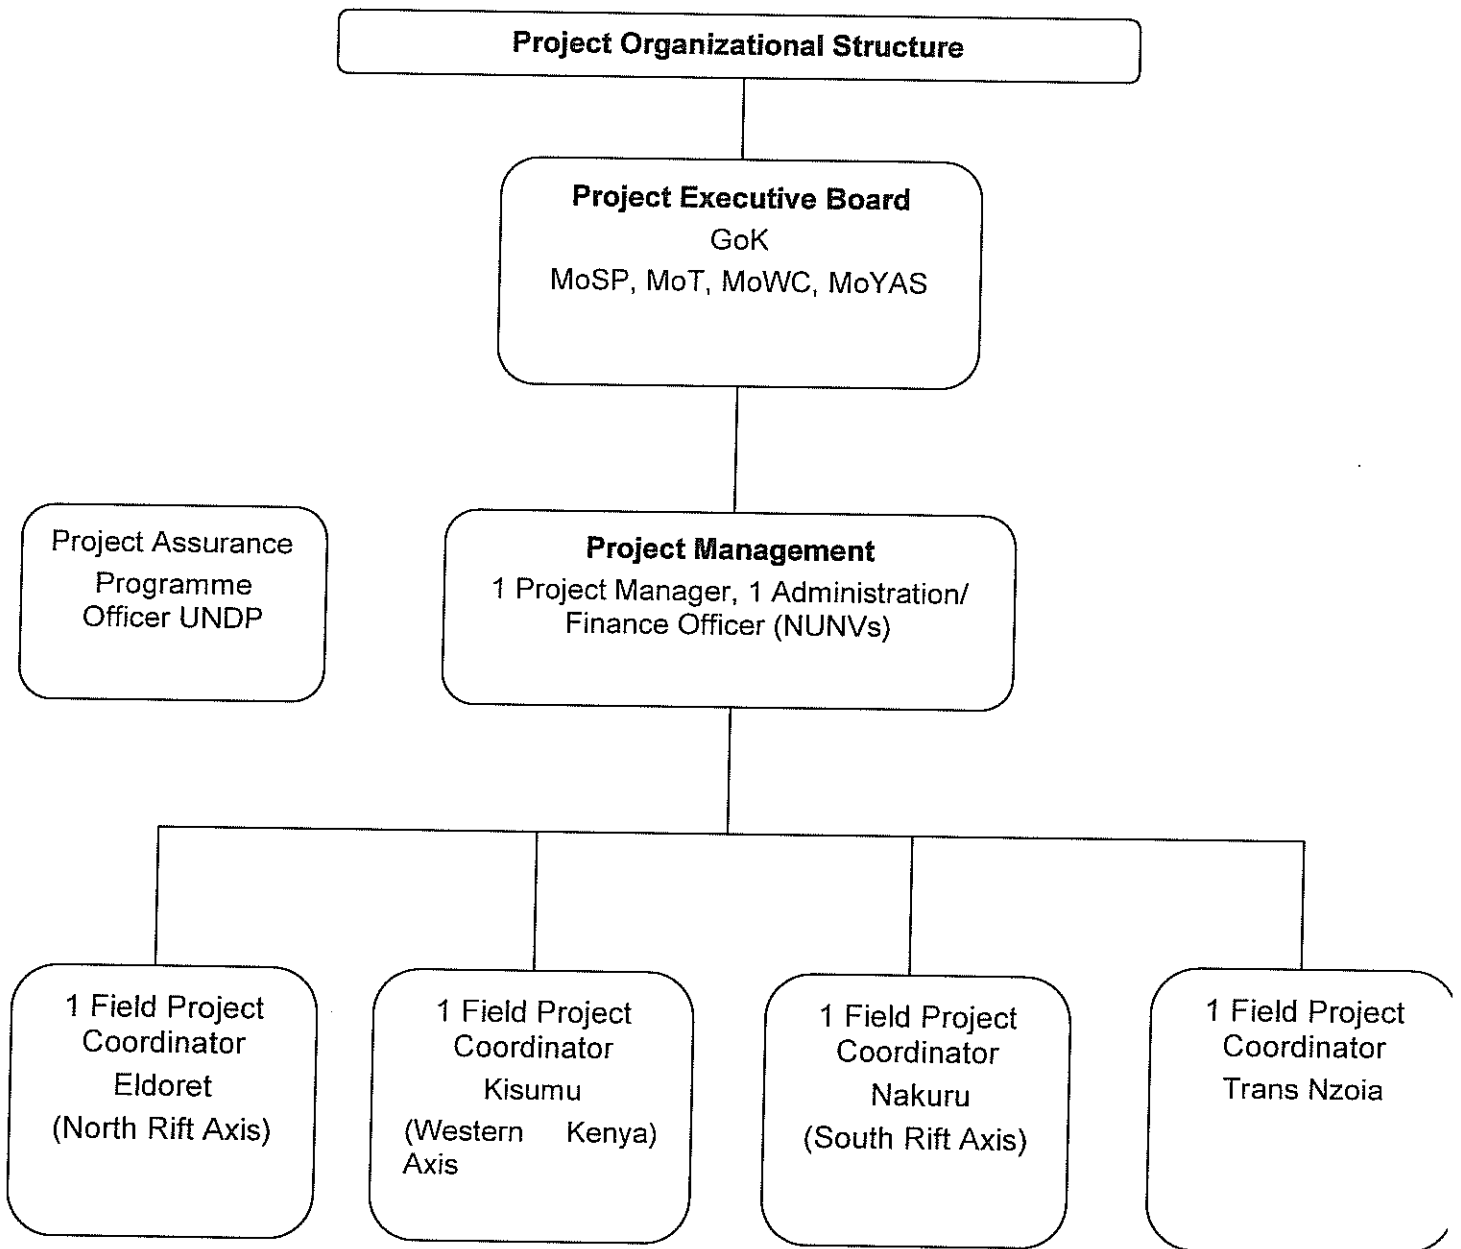 Project Organizational Structure
Project Executive Board
GoK
MoSP, MoT, MoWC, MoYAS
Project Assurance
Programme
Officer UNDP
Project Management
1 Project Manager, 1 Administration/
Finance Officer (NUNVs)
1 Field Project
Coordinator
Eldoret
(North Rift Axis)
1 Field Project
Coordinator
Kisumu
(Western Kenya)
Axis
1 Field Project
Coordinator
Nakuru
(South Rift Axis)
1 Field Project
Coordinator
Trans Nzoia